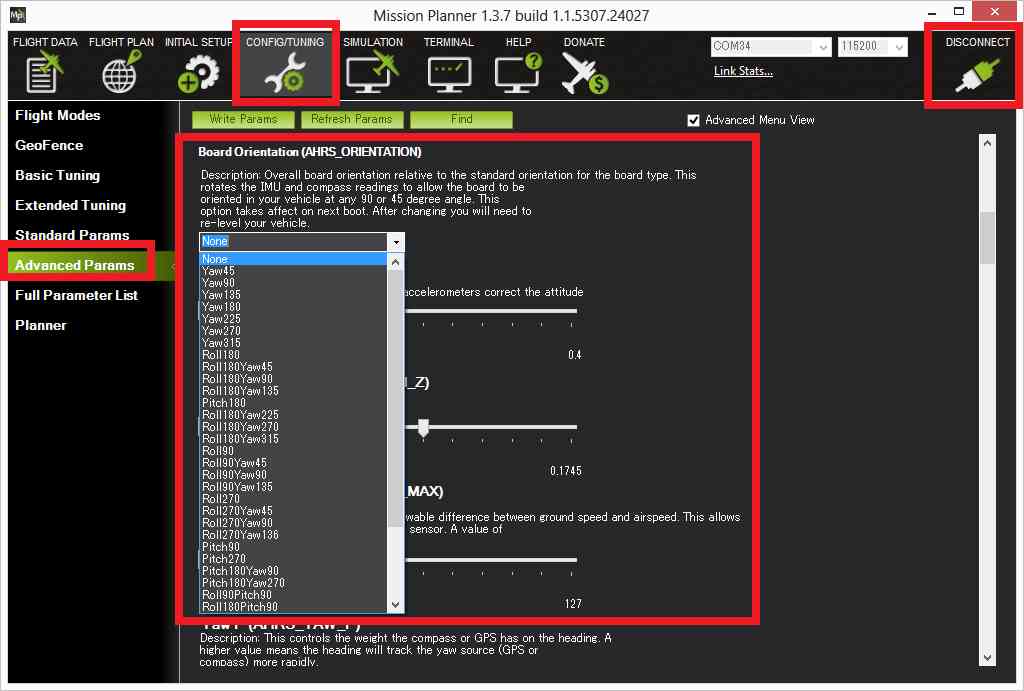 Mission Planner 1.3.7 build 1.1.5307.24027
FLIGHT DATA FLIGHT PLAN INITIAL SETUP CONFIG/TUNING SIMULATION TERMINAL HELP DONATE
COM34 115200 DISCONNECT
Link Stats...
Flight Modes
GeoFence
Basic Tuning
Extended Tuning
Standard Params
Advanced Params
Full Parameter List
Planner
Write Params Refresh Params Find Advanced Menu View
Board Orientation (AHRS_ORIENTATION)
Description: Overall board orientation relative to the standard orientation for the board type. This
rotates the IMU and compass readings to allow the board to be
oriented in your vehicle at any 90 or 45 degree angle. This
option takes affect on next boot. After changing you will need to
re-level your vehicle.
None
None
Yaw45
Yaw90
Yaw135
Yaw180
Yaw225
Yaw270
Yaw315
Roll180
Roll180Yaw45
Roll180Yaw90
Roll180Yaw135
Pitch180
Roll180Yaw225
Roll180Yaw270
Roll180Yaw315
Roll90
Roll90Yaw45
Roll90Yaw90
Roll90Yaw135
Roll270
Roll270Yaw45
Roll270Yaw90
Roll270Yaw136
Pitch90
Pitch270
Pitch180Yaw90
Pitch180Yaw270
Roll90Pitch90
Roll180Pitch90
accelerometers correct the attitude
0.4
_Z)
0.1745
_MAX)
wable difference between ground speed and airspeed. This allows
sensor. A value of
127
Yaw P (AHRS_YAW_P)
Description: This controls the weight the compass or GPS has on the heading. A
higher value means the heading will track the yaw source (GPS or
compass) more rapidly.